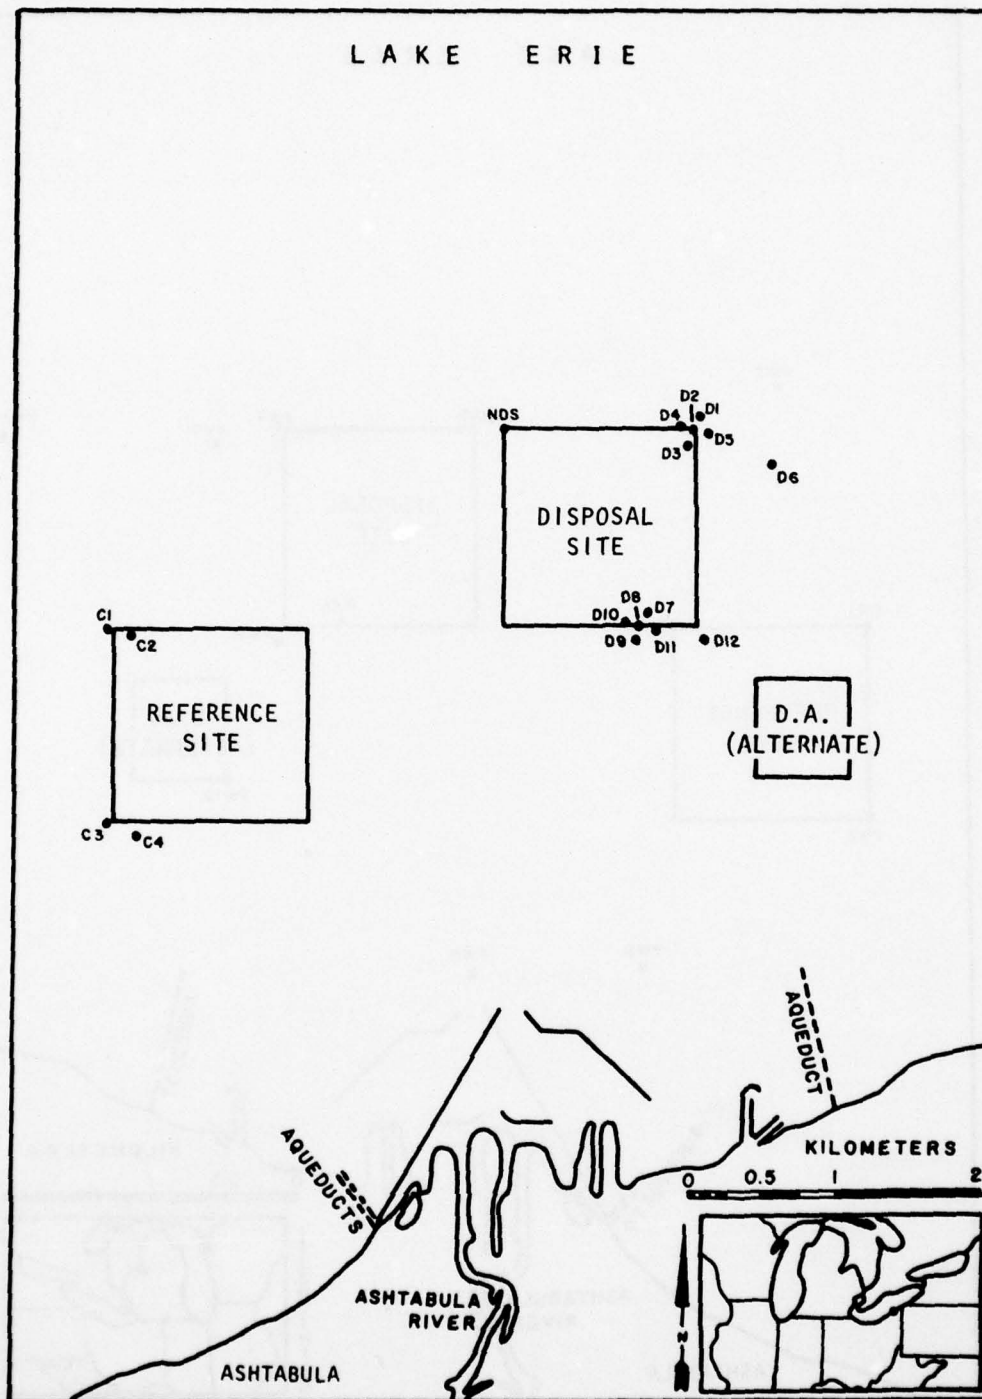 LAKE ERIE
NDS
D2
D1
D4
D5
D3
D6
DISPOSAL
SITE
D8
D7
D10
D9
D11
D12
C1
C2
REFERENCE
SITE
D.A.
(ALTERNATE)
C3
C4
AQUEDUCT
AQUEDUCTS
KILOMETERS
0 0.5 1 2
ASHTABULA
RIVER
N
ASHTABULA